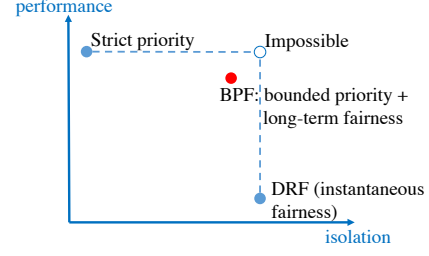 performance
Strict priority
Impossible
BPF: bounded priority +
long-term fairness
DRF (instantaneous
fairness)
isolation